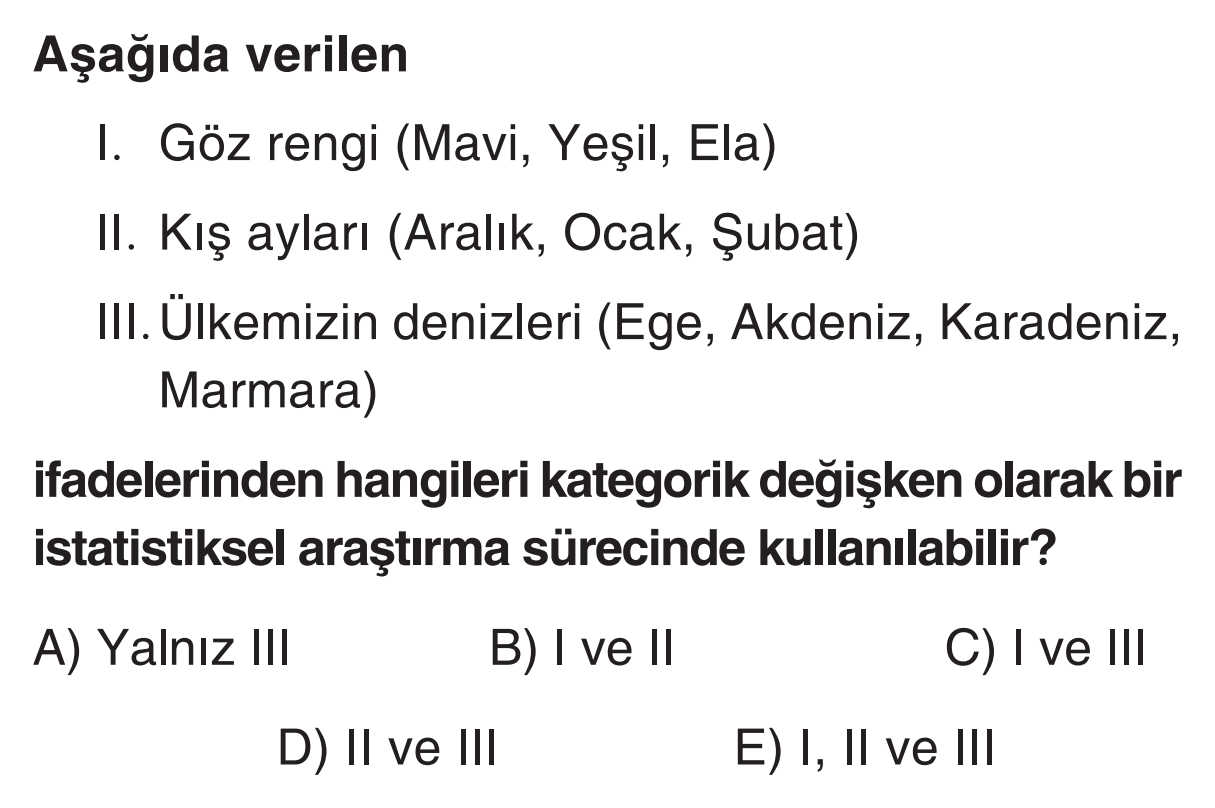 Aşağıda verilen
I. Göz rengi (Mavi, Yeşil, Ela)
II. Kış ayları (Aralık, Ocak, Şubat)
III. Ülkemizin denizleri (Ege, Akdeniz, Karadeniz,
Marmara)
ifadelerinden hangileri kategorik değişken olarak bir
istatistiksel araştırma sürecinde kullanılabilir?
A) Yalnız III B) I ve II C) I ve III
D) II ve III E) I, II ve III